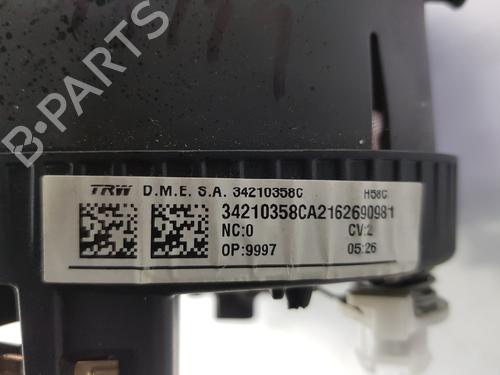 B-PARTS
TRW D.M.E. S.A. 34210358C H58C
34210358CA2162690981
NC:0 CV:2
OP:9997 05:26